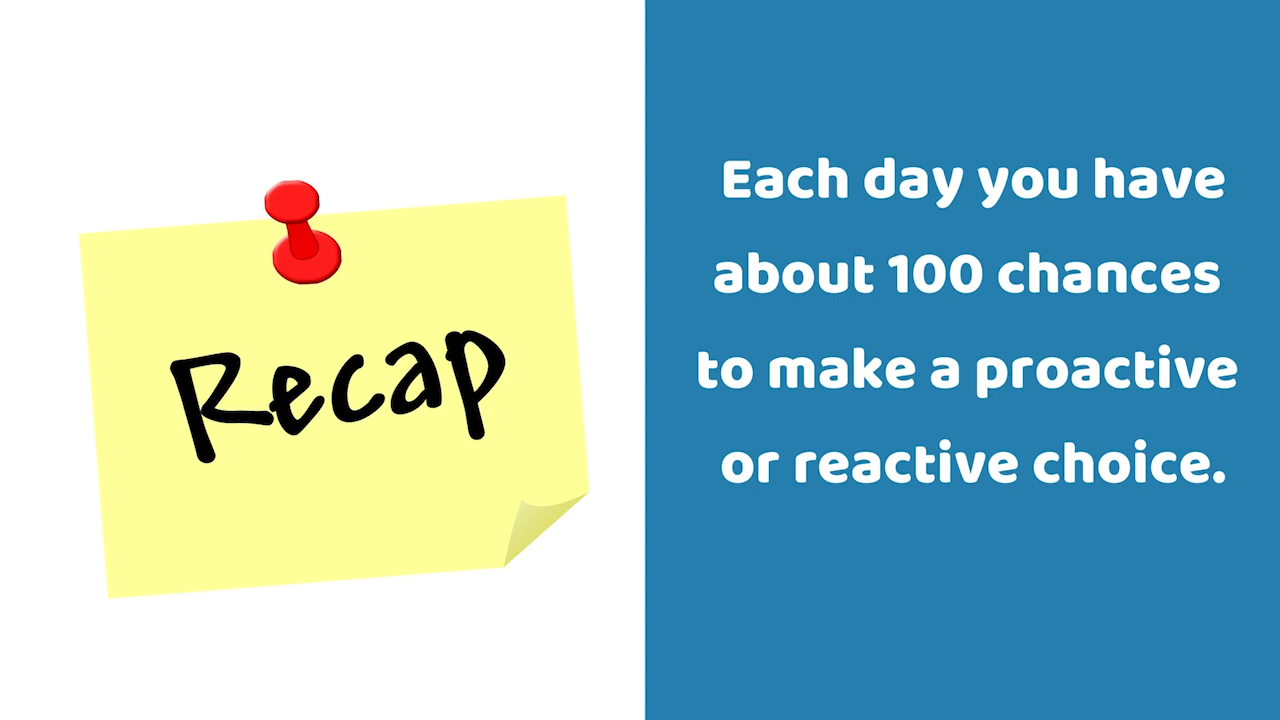 Recap
Each day you have
about 100 chances
to make a proactive
or reactive choice.